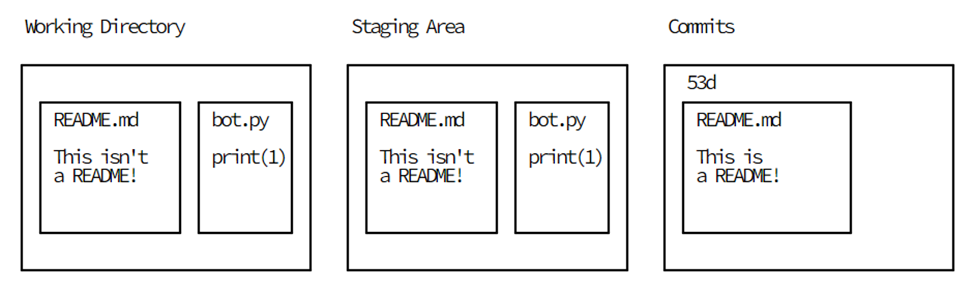 Working Directory
Staging Area
Commits
README.md
This isn't
a README!
bot.py
print(1)
README.md
This isn't
a README!
bot.py
print(1)
53d
README.md
This is
a README!